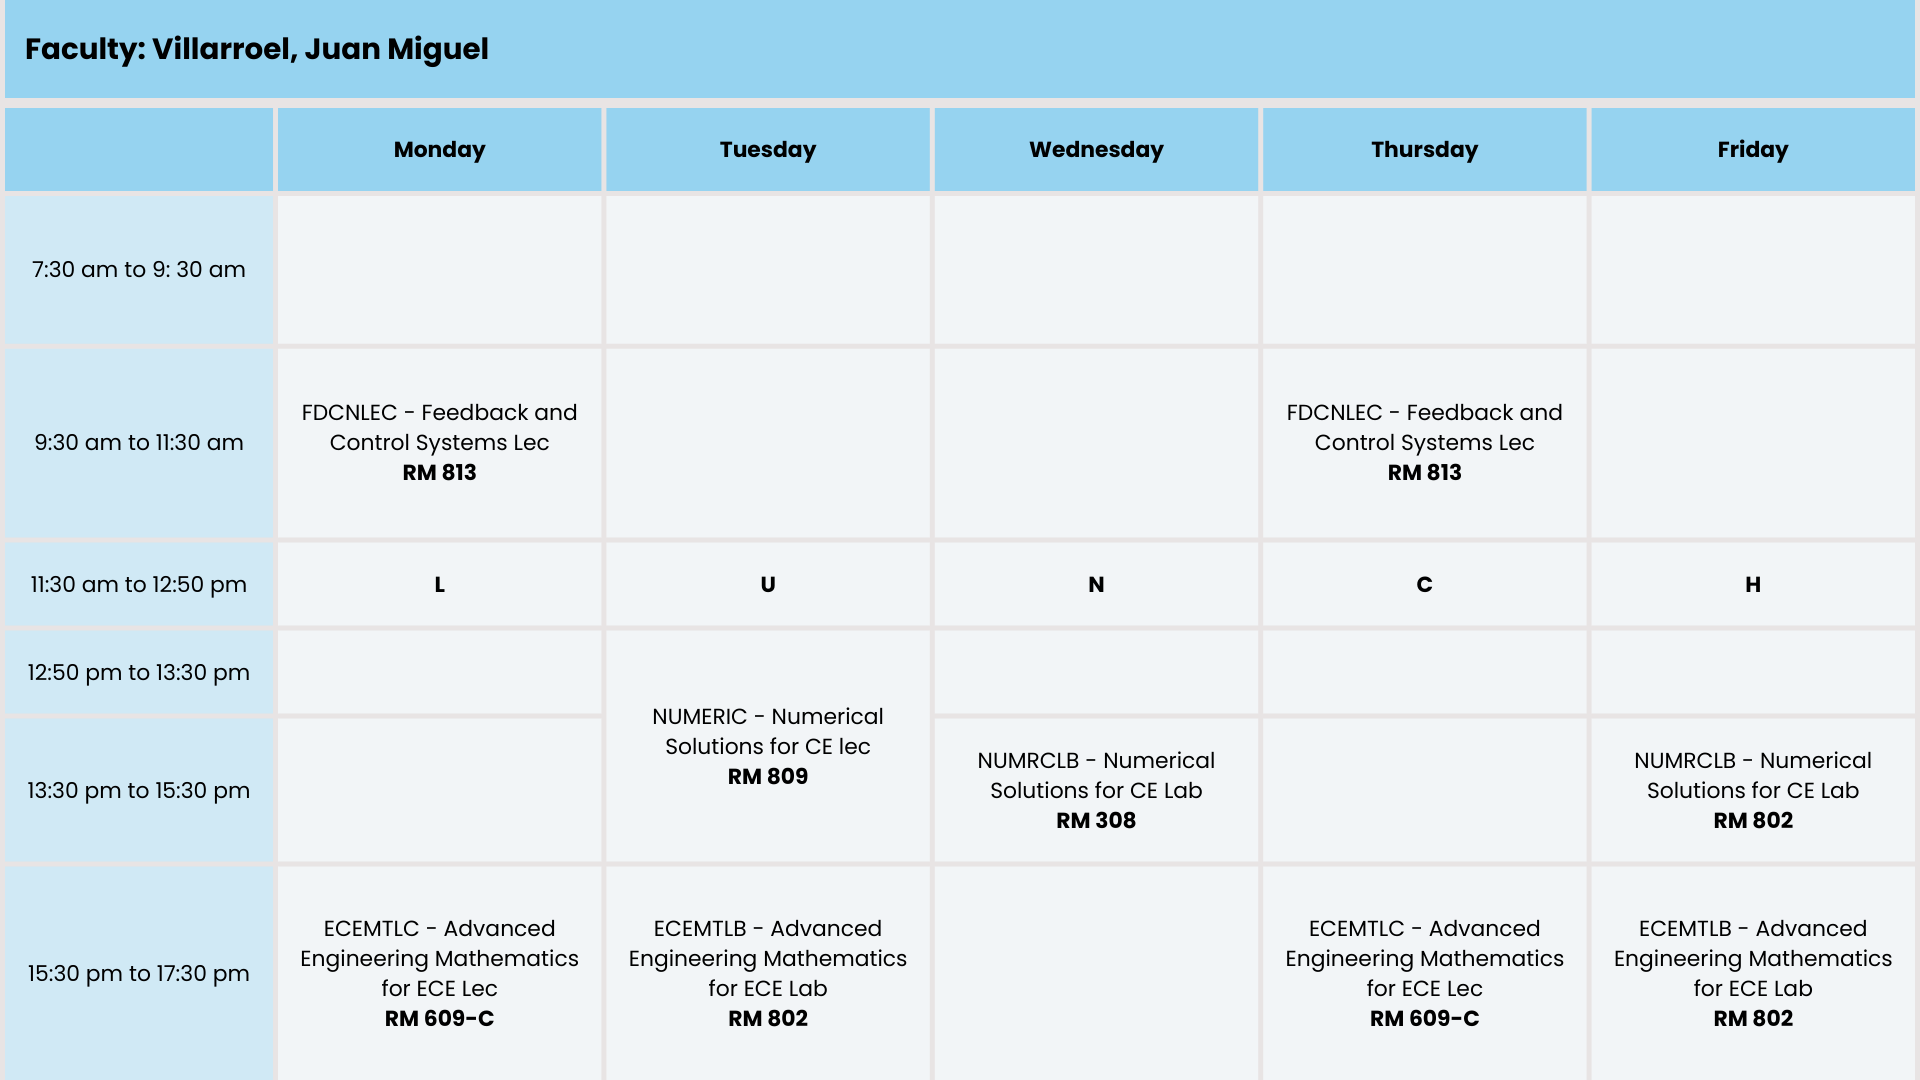 Faculty: Villarroel, Juan Miguel
Monday
Tuesday
Wednesday
Thursday
Friday
7:30 am to 9: 30 am
9:30 am to 11:30 am
FDCNLEC - Feedback and
Control Systems Lec
RM 813
FDCNLEC - Feedback and
Control Systems Lec
RM 813
11:30 am to 12:50 pm
L
U
N
C
H
12:50 pm to 13:30 pm
NUMERIC - Numerical
Solutions for CE lec
RM 809
13:30 pm to 15:30 pm
NUMRCLB - Numerical
Solutions for CE Lab
RM 308
NUMRCLB - Numerical
Solutions for CE Lab
RM 802
15:30 pm to 17:30 pm
ECEMTLC - Advanced
Engineering Mathematics
for ECE Lec
RM 609-C
ECEMTLB - Advanced
Engineering Mathematics
for ECE Lab
RM 802
ECEMTLC - Advanced
Engineering Mathematics
for ECE Lec
RM 609-C
ECEMTLB - Advanced
Engineering Mathematics
for ECE Lab
RM 802